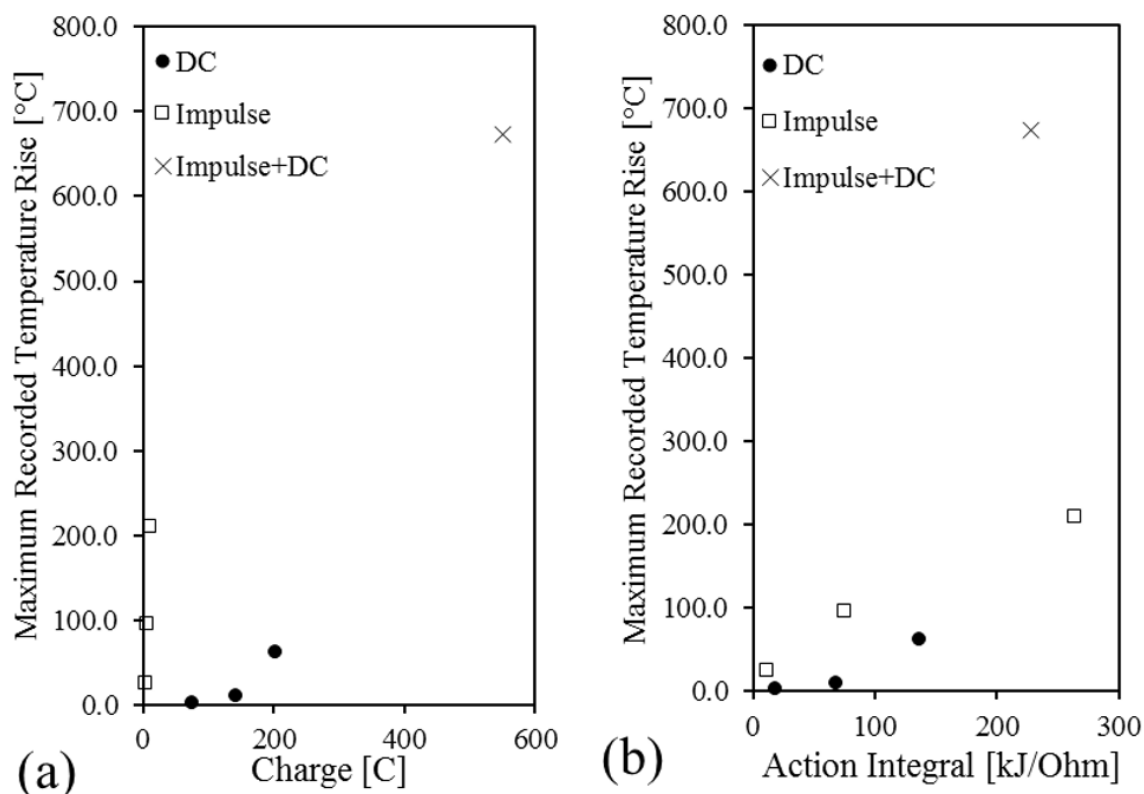 Maximum Recorded Temperature Rise [°C]
800.0
700.0
600.0
500.0
400.0
300.0
200.0
100.0
0.0
DC
Impulse
Impulse+DC
0
200
400
600
Charge [C]
(a)
Maximum Recorded Temperature Rise [°C]
800.0
700.0
600.0
500.0
400.0
300.0
200.0
100.0
0.0
DC
Impulse
Impulse+DC
0
100
200
300
Action Integral [kJ/Ohm]
(b)